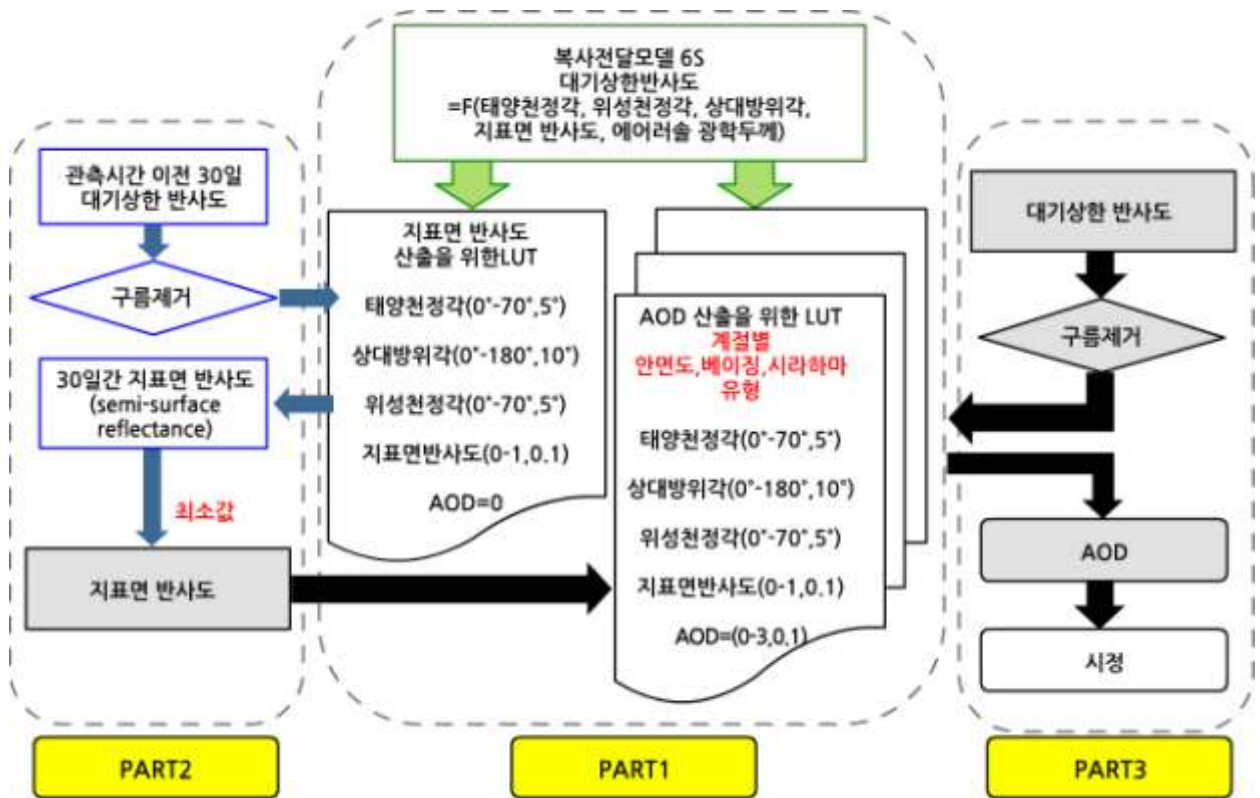 복사전달모델 6S
대기상한반사도
=F(태양천정각, 위성천정각, 상대방위각,
지표면 반사도, 에어러솔 광학두께)
관측시간 이전 30일
대기상한 반사도
구름제거
30일간 지표면 반사도
(semi-surface
reflectance)
최소값
지표면 반사도
PART2
지표면 반사도
산출을 위한LUT
태양천정각(0°-70°,5°)
상대방위각(0°-180°,10°)
위성천정각(0°-70°,5°)
지표면반사도(0-1,0.1)
AOD=0
AOD 산출을 위한 LUT
계절별
안면도,베이징,시라하마
유형
태양천정각(0°-70°,5°)
상대방위각(0°-180°,10°)
위성천정각(0°-70°,5°)
지표면반사도(0-1,0.1)
AOD=(0-3,0,1)
PART1
대기상한 반사도
구름제거
AOD
시정
PART3